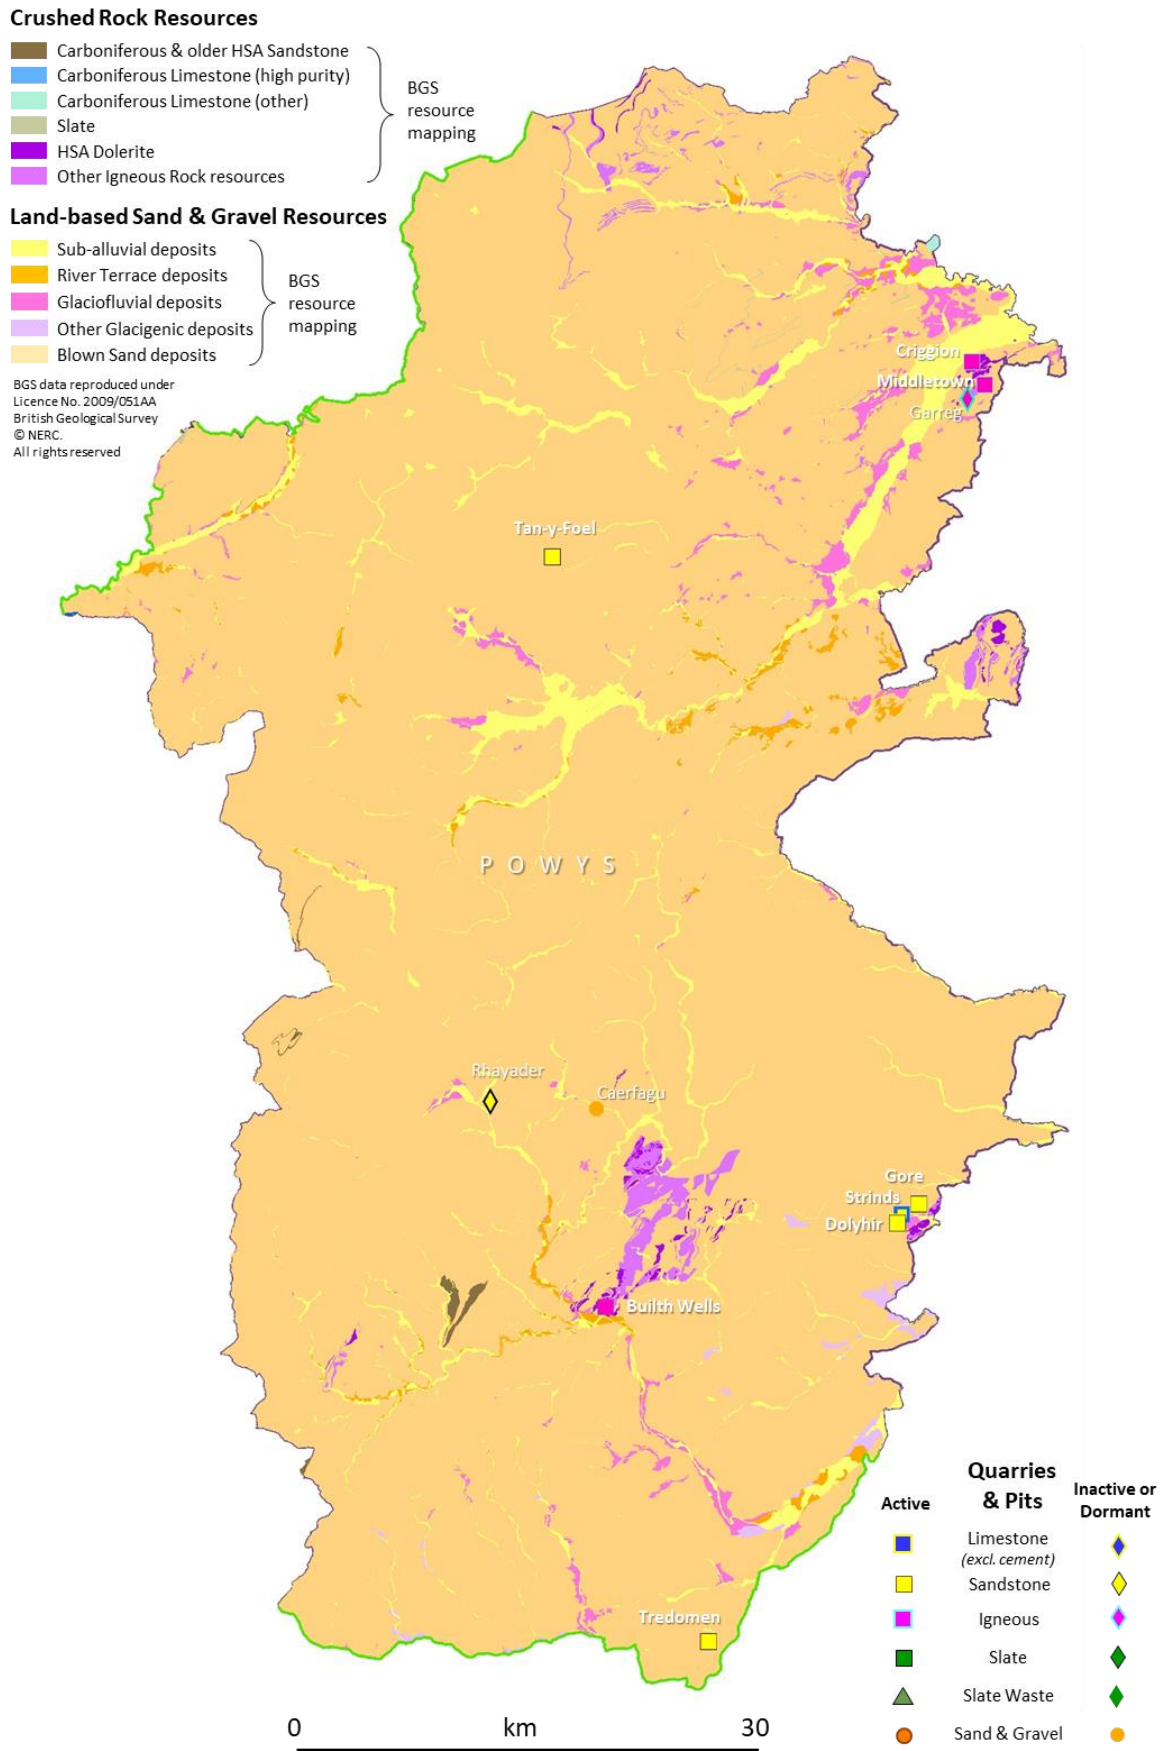 Crushed Rock Resources
Carboniferous & older HSA Sandstone
Carboniferous Limestone (high purity)
Carboniferous Limestone (other)
Slate
HSA Dolerite
Other Igneous Rock resources
BGS
resource
mapping
Land-based Sand & Gravel Resources
Sub-alluvial deposits
River Terrace deposits
Glaciofluvial deposits
Other Glacigenic deposits
Blown Sand deposits
BGS
resource
mapping
BGS data reproduced under
Licence No. 2009/051AA
British Geological Survey
© NERC.
All rights reserved
Criggion
Middletown
Garreg
Tan-y-Foel
POWYS
Rhayader
Caerfagu
Gore
Strinds
Dolyhir
Builth Wells
Tredomen
Quarries
& Pits
Active
Inactive or
Dormant
Limestone
(excl. cement)
Sandstone
Igneous
Slate
Slate Waste
Sand & Gravel
0 km 30